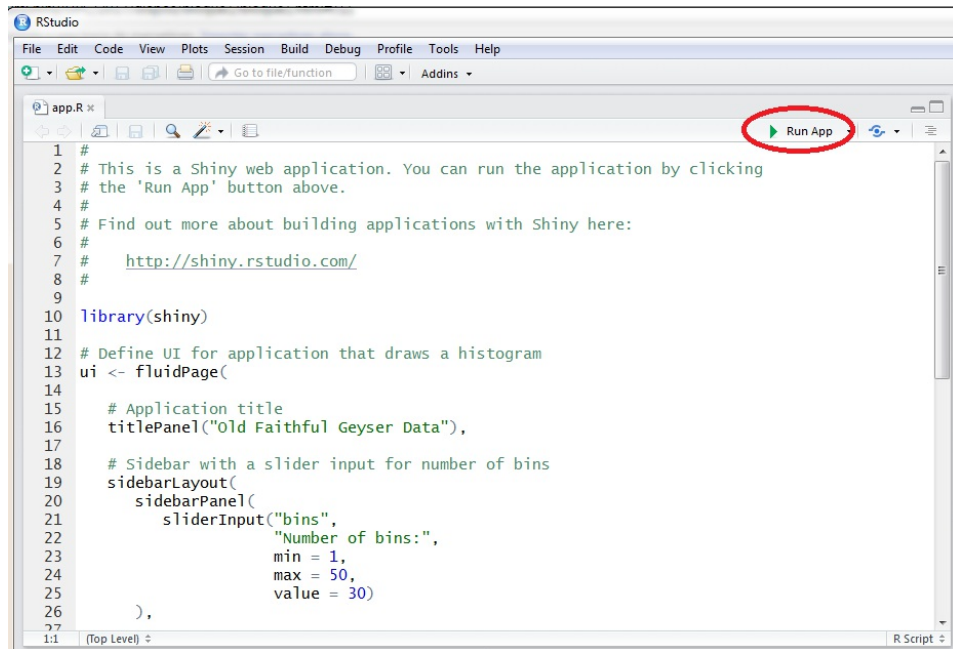 RStudio
File Edit Code View Plots Session Build Debug Profile Tools Help
Go to file/function Addins
app.R
Run App
1 #
2 # This is a Shiny web application. You can run the application by clicking
3 # the 'Run App' button above.
4 #
5 # Find out more about building applications with Shiny here:
6 #
7 #    http://shiny.rstudio.com/
8 #
9
10 library(shiny)
11
12 # Define UI for application that draws a histogram
13 ui <- fluidPage(
14
15    # Application title
16    titlePanel("Old Faithful Geyser Data"),
17
18    # Sidebar with a slider input for number of bins
19    sidebarLayout(
20       sidebarPanel(
21          sliderInput("bins",
22                      "Number of bins:",
23                      min = 1,
24                      max = 50,
25                      value = 30)
26       ),
27
1:1 (Top Level) R Script